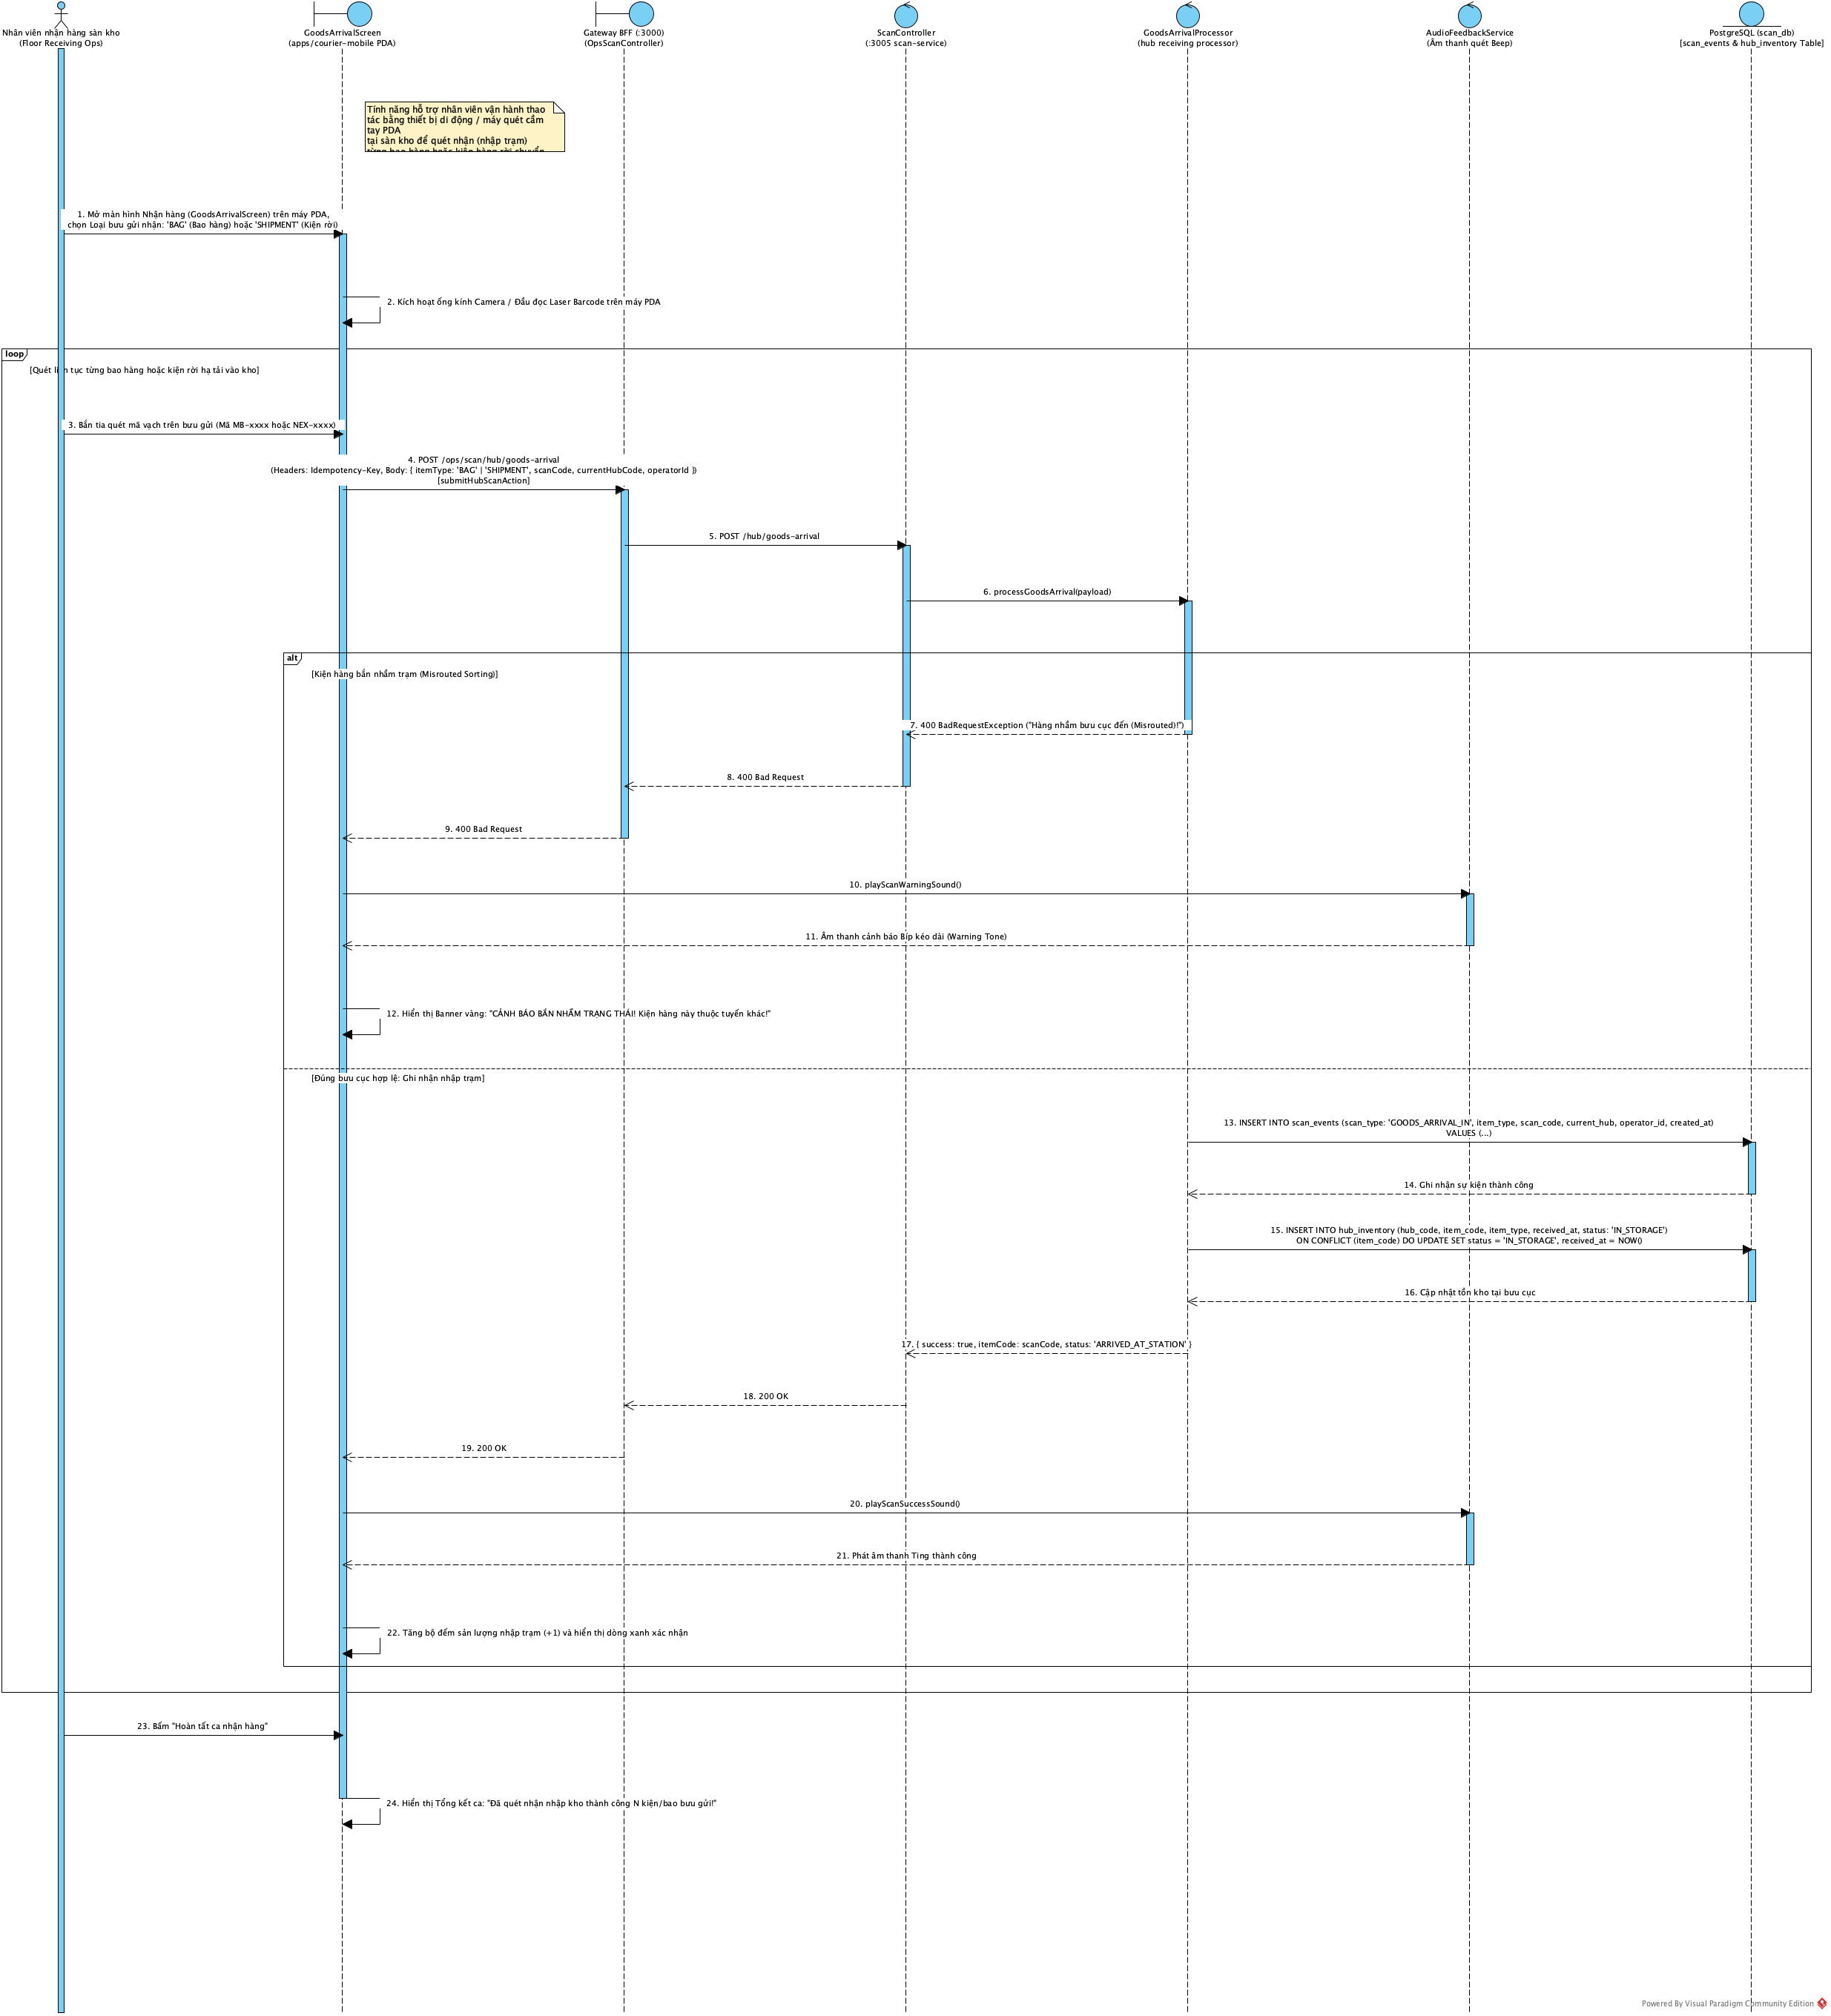 Nhân viên nhận hàng sàn kho
(Floor Receiving Ops)
GoodsArrivalScreen
(apps/courier-mobile PDA)
Gateway BFF (:3000)
(OpsScanController)
ScanController
(:3005 scan-service)
GoodsArrivalProcessor
(hub receiving processor)
AudioFeedbackService
(Âm thanh quét Beep)
PostgreSQL (scan_db)
[scan_events & hub_inventory Table]
Tính năng hỗ trợ nhân viên vận hành thao
tác bằng thiết bị di động / máy quét cầm
tay PDA
tại sàn kho để quét nhận (nhập trạm)
từng bao hàng hoặc kiện hàng rời chuyển
1. Mở màn hình Nhận hàng (GoodsArrivalScreen) trên máy PDA,
chọn Loại bưu gửi nhận: 'BAG' (Bao hàng) hoặc 'SHIPMENT' (Kiện rời)
2. Kích hoạt ống kính Camera / Đầu đọc Laser Barcode trên máy PDA
loop
[Quét liên tục từng bao hàng hoặc kiện rời hạ tải vào kho]
3. Bắn tia quét mã vạch trên bưu gửi (Mã MB-xxxx hoặc NEX-xxxx)
4. POST /ops/scan/hub/goods-arrival
(Headers: Idempotency-Key, Body: { itemType: 'BAG' | 'SHIPMENT', scanCode, currentHubCode, operatorId })
[submitHubScanAction]
5. POST /hub/goods-arrival
6. processGoodsArrival(payload)
alt
[Kiện hàng bắn nhầm trạm (Misrouted Sorting)]
7. 400 BadRequestException ("Hàng nhầm bưu cục đến (Misrouted)!")
8. 400 Bad Request
9. 400 Bad Request
10. playScanWarningSound()
11. Âm thanh cảnh báo Bíp kéo dài (Warning Tone)
12. Hiển thị Banner vàng: "CẢNH BÁO BẮN NHẦM TRẠNG THÁI! Kiện hàng này thuộc tuyến khác!"
[Đúng bưu cục hợp lệ: Ghi nhận nhập trạm]
13. INSERT INTO scan_events (scan_type: 'GOODS_ARRIVAL_IN', item_type, scan_code, current_hub, operator_id, created_at)
VALUES (...)
14. Ghi nhận sự kiện thành công
15. INSERT INTO hub_inventory (hub_code, item_code, item_type, received_at, status: 'IN_STORAGE')
ON CONFLICT (item_code) DO UPDATE SET status = 'IN_STORAGE', received_at = NOW()
16. Cập nhật tồn kho tại bưu cục
17. { success: true, itemCode: scanCode, status: 'ARRIVED_AT_STATION' }
18. 200 OK
19. 200 OK
20. playScanSuccessSound()
21. Phát âm thanh Ting thành công
22. Tăng bộ đếm sản lượng nhập trạm (+1) và hiển thị dòng xanh xác nhận
23. Bấm "Hoàn tất ca nhận hàng"
24. Hiển thị Tổng kết ca: "Đã quét nhận nhập kho thành công N kiện/bao bưu gửi!"
Powered By Visual Paradigm Community Edition